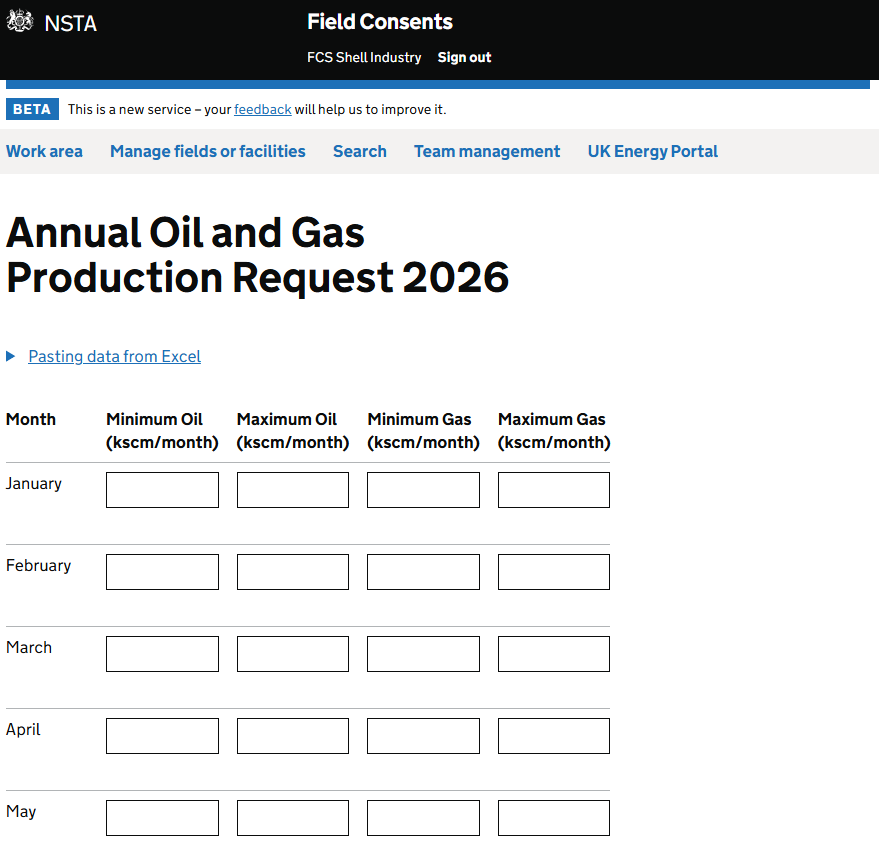 NSTA
Field Consents
FCS Shell Industry Sign out
BETA This is a new service – your feedback will help us to improve it.
Work area Manage fields or facilities Search Team management UK Energy Portal
Annual Oil and Gas
Production Request 2026
Pasting data from Excel
Month Minimum Oil (kscm/month) Maximum Oil (kscm/month) Minimum Gas (kscm/month) Maximum Gas (kscm/month)
January
February
March
April
May